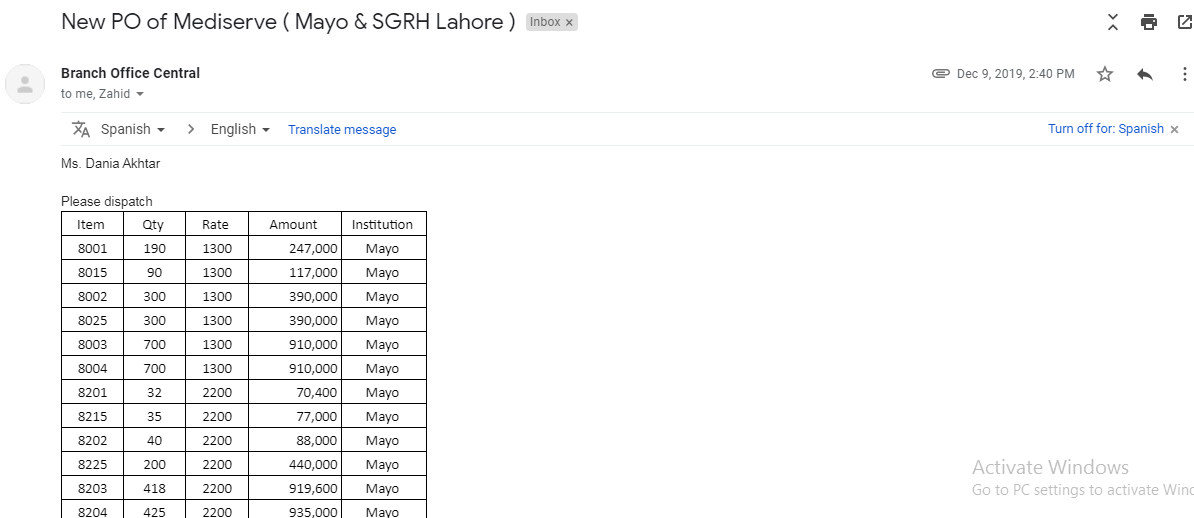 New PO of Mediserve ( Mayo & SGRH Lahore ) Inbox ×
Branch Office Central Dec 9, 2019, 2:40 PM
to me, Zahid
Spanish > English Translate message Turn off for: Spanish ×
Ms. Dania Akhtar
Please dispatch
Item Qty Rate Amount Institution
8001 190 1300 247,000 Mayo
8015 90 1300 117,000 Mayo
8002 300 1300 390,000 Mayo
8025 300 1300 390,000 Mayo
8003 700 1300 910,000 Mayo
8004 700 1300 910,000 Mayo
8201 32 2200 70,400 Mayo
8215 35 2200 77,000 Mayo
8202 40 2200 88,000 Mayo
8225 200 2200 440,000 Mayo
Activate Windows
8203 418 2200 919,600 Mayo
Go to PC settings to activate Winc
8204 425 2200 935,000 Mayo